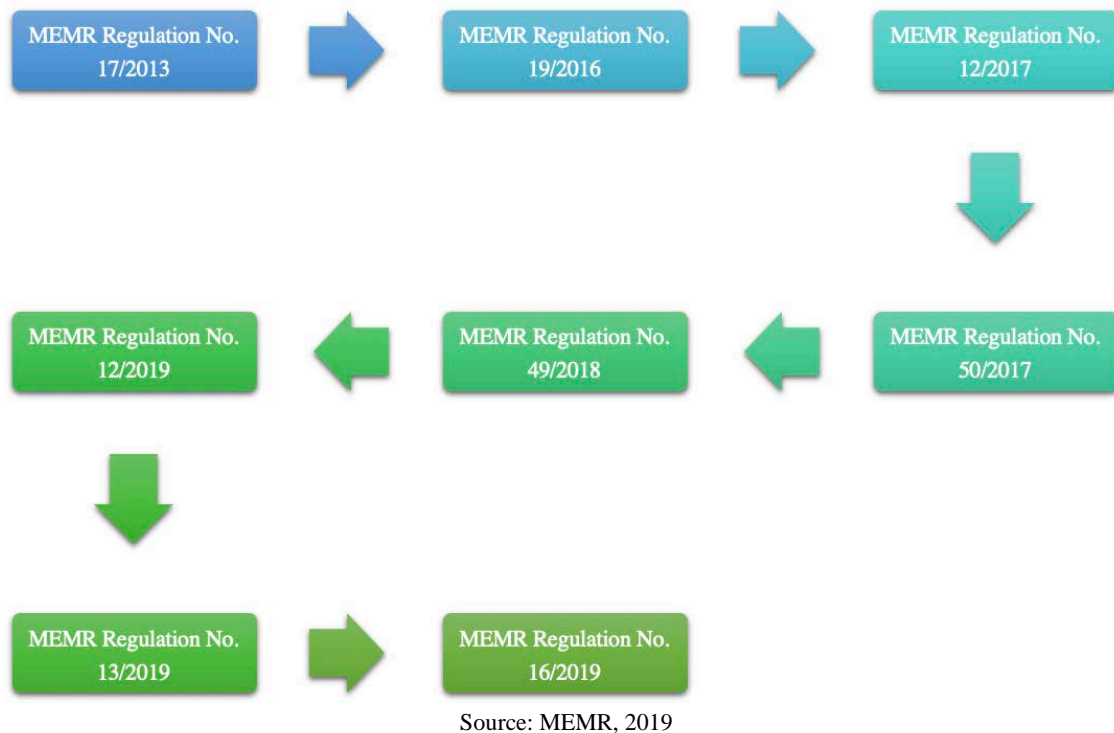 MEMR Regulation No.
17/2013
MEMR Regulation No.
19/2016
MEMR Regulation No.
12/2017
MEMR Regulation No.
50/2017
MEMR Regulation No.
49/2018
MEMR Regulation No.
12/2019
MEMR Regulation No.
13/2019
MEMR Regulation No.
16/2019
Source: MEMR, 2019